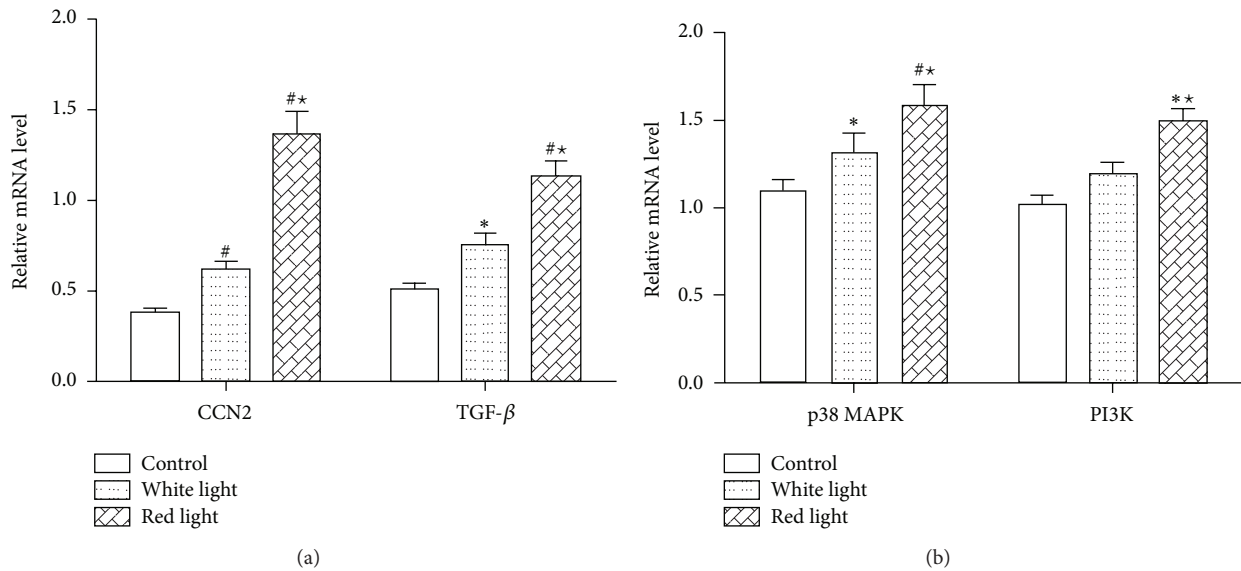 2.0
1.5
1.0
0.5
0.0
Relative mRNA level
#
#⋆
*
#⋆
CCN2
TGF-β
Control
White light
Red light
(a)
2.0
1.5
1.0
0.5
0.0
Relative mRNA level
*
#⋆
*⋆
p38 MAPK
PI3K
Control
White light
Red light
(b)